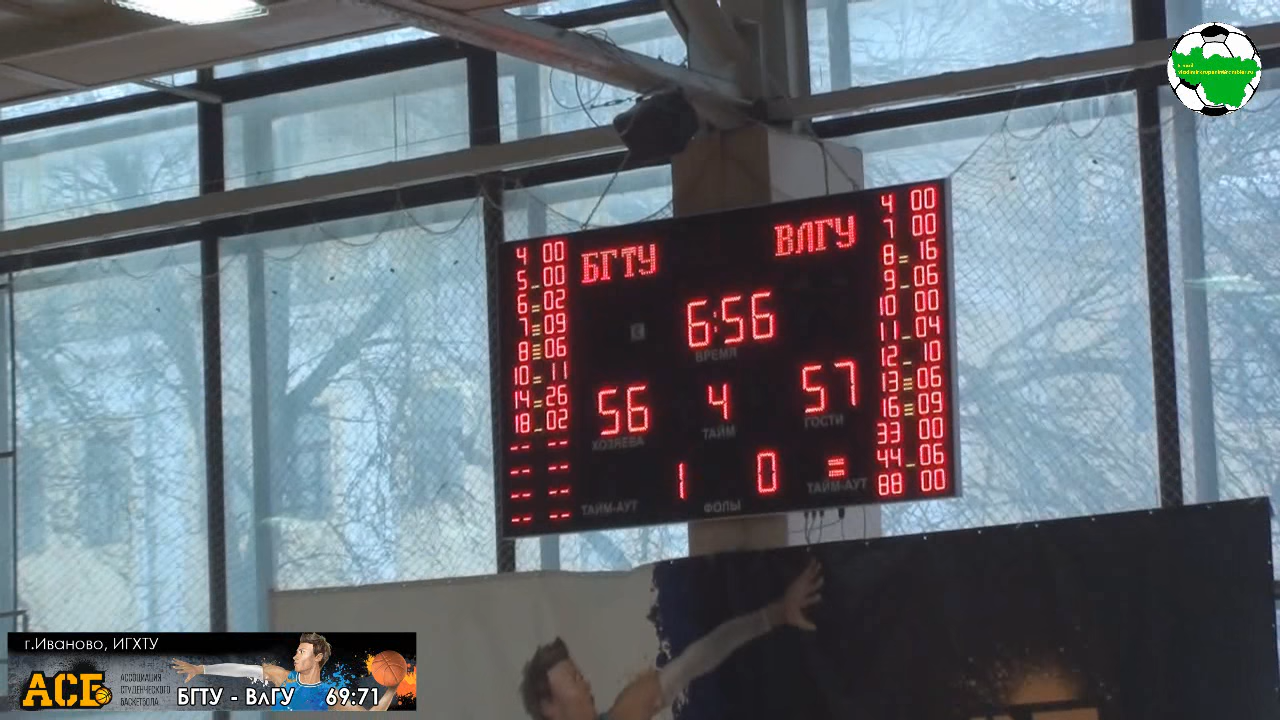 БГТУ
ВЛГУ
4 00
5 00
6 02
7 09
8 06
10 11
14 26
18 02
-- --
-- --
-- --
-- --
6:56
ВРЕМЯ
56 4 57
ХОЗЯЕВА ТАЙМ ГОСТИ
1 0
ТАЙМ-АУТ ФОЛЫ ТАЙМ-АУТ
4 00
7 00
8 16
9 06
10 00
11 04
12 10
13 06
16 09
33 00
44 06
88 00
г.Иваново, ИГХТУ
АСБ
АССОЦИАЦИЯ
СТУДЕНЧЕСКОГО
БАСКЕТБОЛА
БГТУ - ВлГУ 69:71